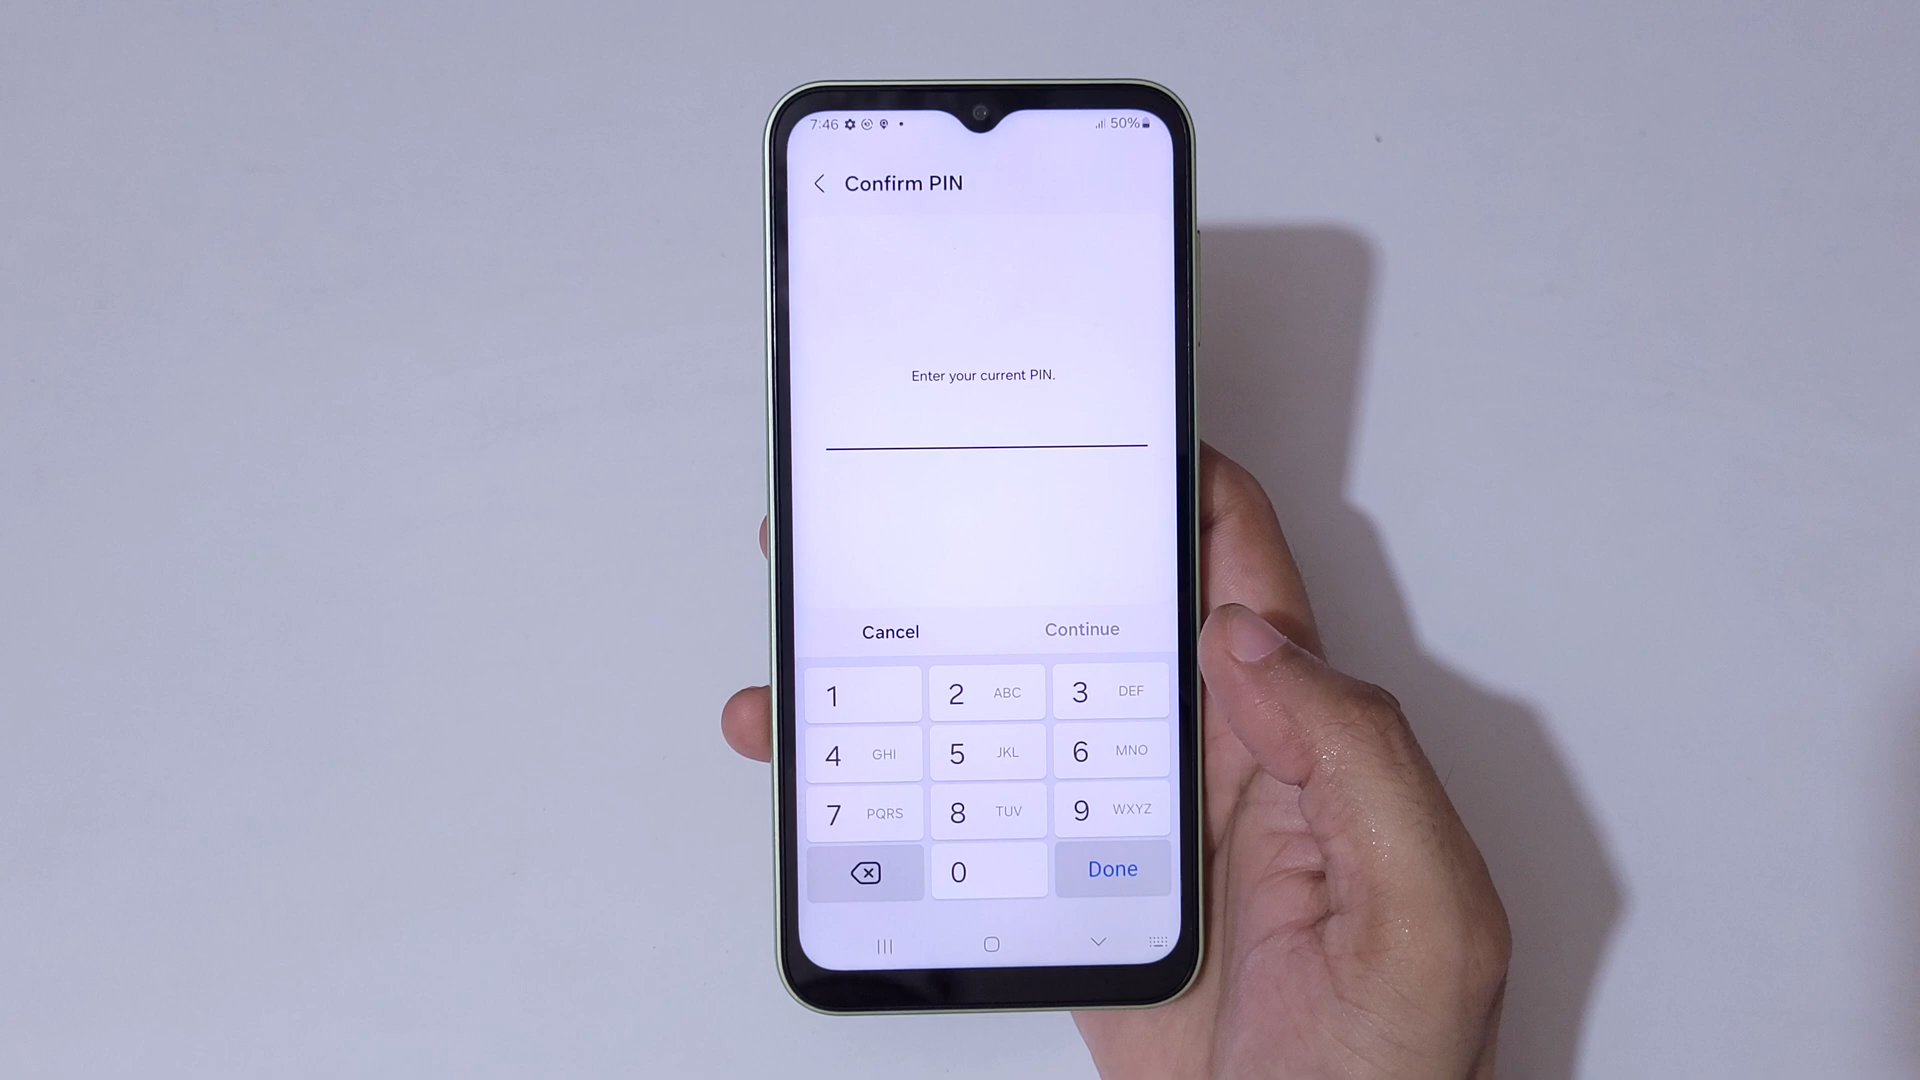 7:46 50%
Confirm PIN
Enter your current PIN.
Cancel Continue
1 2 ABC 3 DEF
4 GHI 5 JKL 6 MNO
7 PQRS 8 TUV 9 WXYZ
0 Done